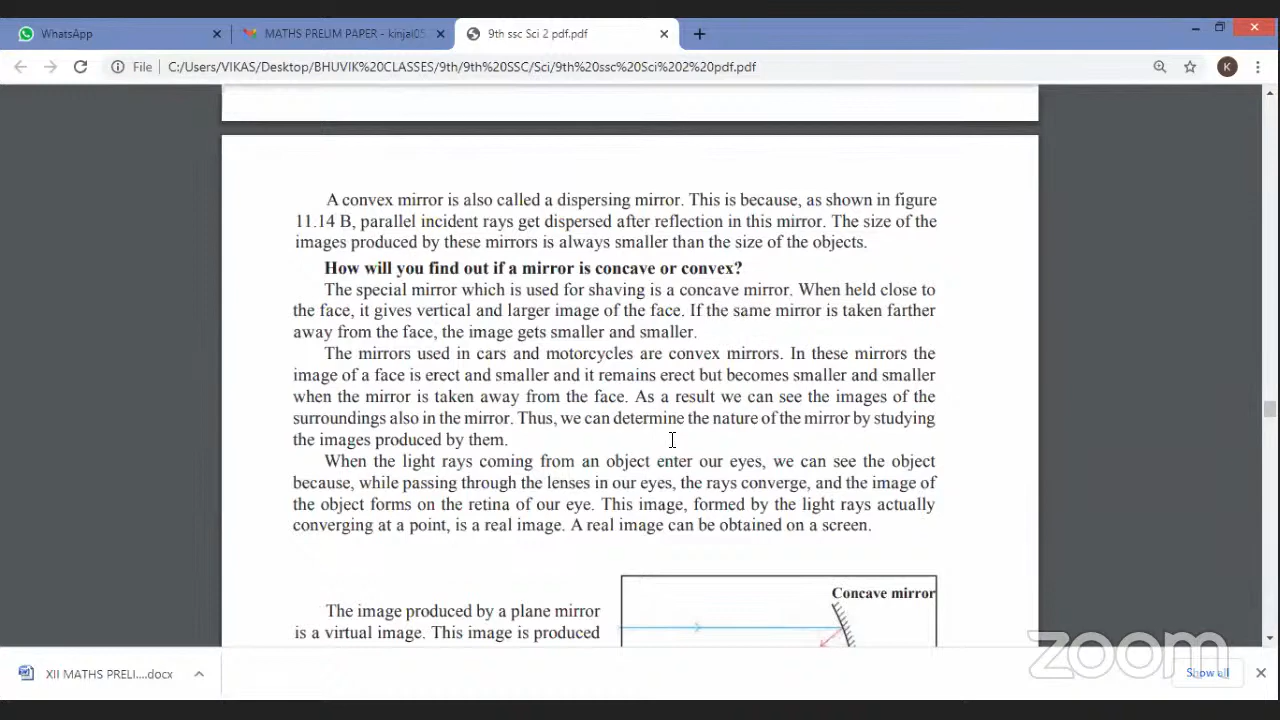 WhatsApp
MATHS PRELIM PAPER - kinjal05
9th ssc Sci 2 pdf.pdf
File
C:/Users/VIKAS/Desktop/BHUVIK%20CLASSES/9th/9th%20SSC/Sci/9th%20ssc%20Sci%202%20pdf.pdf
K
A convex mirror is also called a dispersing mirror. This is because, as shown in figure
11.14 B, parallel incident rays get dispersed after reflection in this mirror. The size of the
images produced by these mirrors is always smaller than the size of the objects.
How will you find out if a mirror is concave or convex?
The special mirror which is used for shaving is a concave mirror. When held close to
the face, it gives vertical and larger image of the face. If the same mirror is taken farther
away from the face, the image gets smaller and smaller.
The mirrors used in cars and motorcycles are convex mirrors. In these mirrors the
image of a face is erect and smaller and it remains erect but becomes smaller and smaller
when the mirror is taken away from the face. As a result we can see the images of the
surroundings also in the mirror. Thus, we can determine the nature of the mirror by studying
the images produced by them.
When the light rays coming from an object enter our eyes, we can see the object
because, while passing through the lenses in our eyes, the rays converge, and the image of
the object forms on the retina of our eye. This image, formed by the light rays actually
converging at a point, is a real image. A real image can be obtained on a screen.
Concave mirror
The image produced by a plane mirror
is a virtual image. This image is produced
zoom
XII MATHS PRELI....docx
Show all